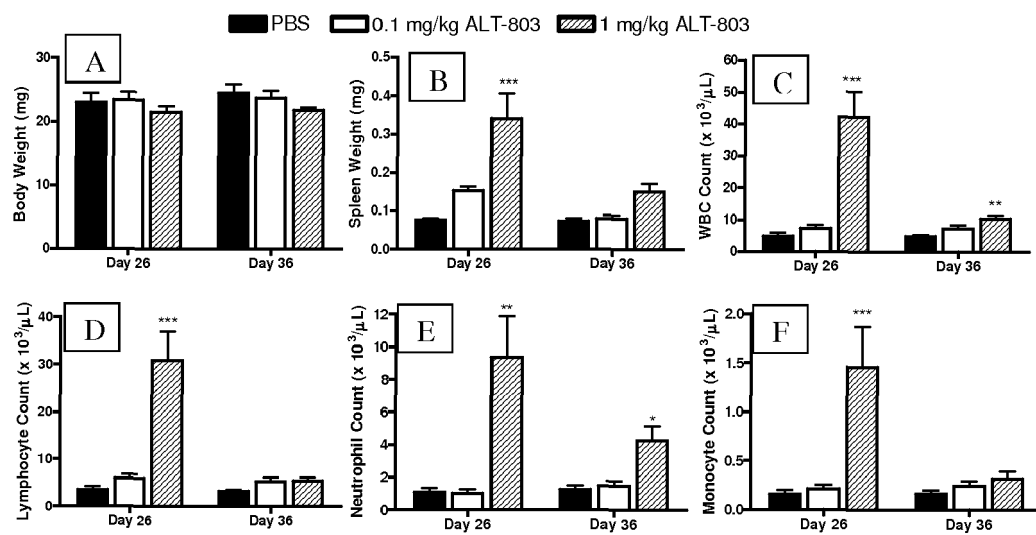 PBS 0.1 mg/kg ALT-803 1 mg/kg ALT-803
A
Body Weight (mg)
30
20
10
0
Day 26 Day 36
B
Spleen Weight (mg)
0.5
0.4
0.3
0.2
0.1
0.0
***
Day 26 Day 36
C
WBC Count (x 10³/µL)
60
50
40
30
20
10
0
***
**
Day 26 Day 36
D
Lymphocyte Count (x 10³/µL)
40
30
20
10
0
***
Day 26 Day 36
E
Neutrophil Count (x 10³/µL)
12
10
8
6
4
2
0
**
*
Day 26 Day 36
F
Monocyte Count (x 10³/µL)
2.0
1.5
1.0
0.5
0.0
***
Day 26 Day 36